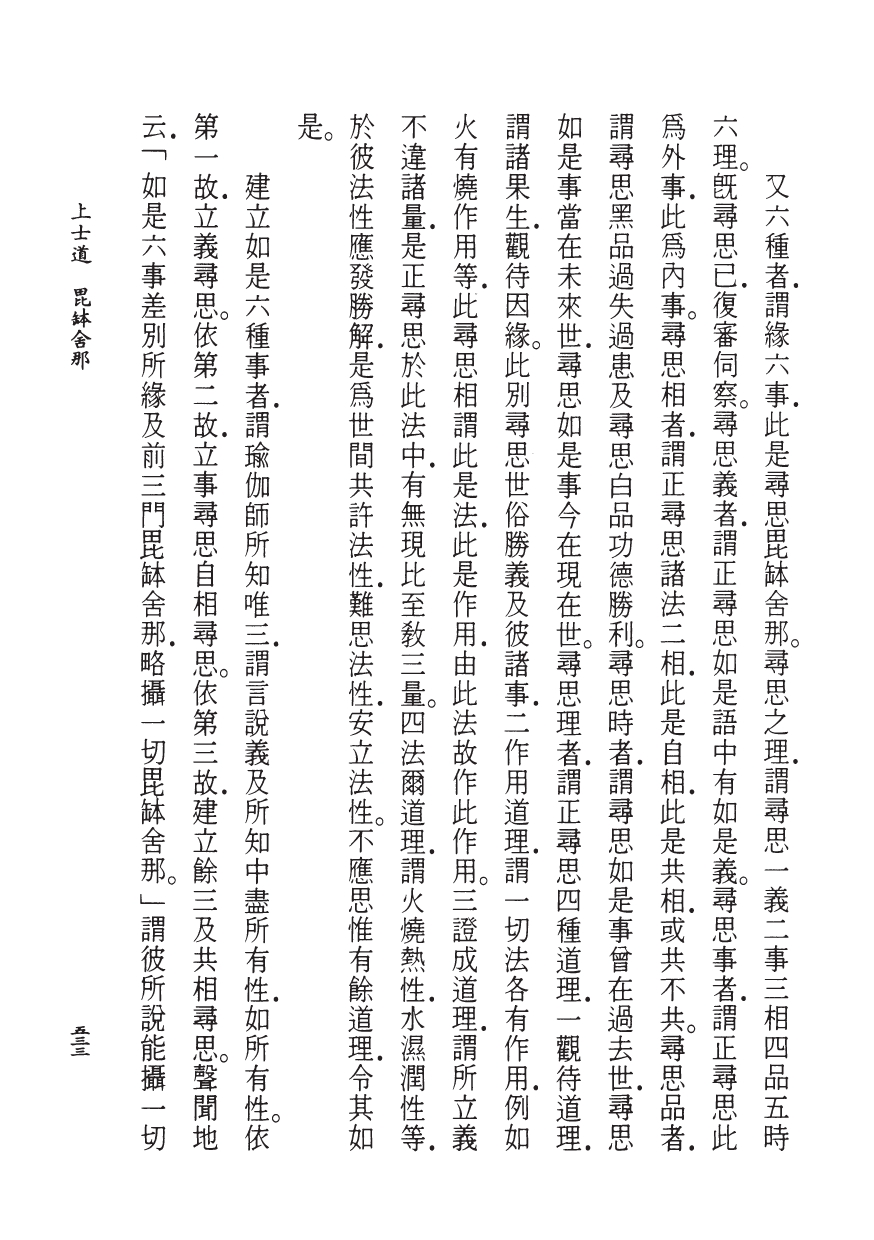 又六種者．謂緣六事．此是尋思毘缽舍那。尋思之理．謂尋思一義二事三相四品五時
六理。旣尋思已．復審伺察。尋思義者．謂正尋思如是語中有如是義。尋思事者．謂正尋思此
爲外事．此爲內事。尋思相者．謂正尋思諸法二相．此是自相．此是共相．或共不共。尋思品者．
謂尋思黑品過失過患及尋思白品功德勝利。尋思時者．謂尋思如是事曾在過去世．尋思
如是事當在未來世．尋思如是事今在現在世。尋思理者．謂正尋思四種道理．一觀待道理．
謂諸果生．觀待因緣。此別尋思世俗勝義及彼諸事．二作用道理．謂一切法各有作用．例如
火有燒作用等．此尋思相謂此是法．此是作用．由此法故作此作用。三證成道理．謂所立義
不違諸量．是正尋思於此法中．有無現比至敎三量。四法爾道理．謂火燒熱性．水濕潤性等．
於彼法性應發勝解．是爲世間共許法性．難思法性．安立法性。不應思惟有餘道理．令其如
是。
建立如是六種事者．謂瑜伽師所知唯三．謂言說義及所知中盡所有性．如所有性。依
第一故．立義尋思。依第二故．立事尋思自相尋思。依第三故．建立餘三及共相尋思。聲聞地
云．「如是六事差別所緣及前三門毘缽舍那．略攝一切毘缽舍那。」謂彼所說能攝一切
上士道　毘缽舍那
五三三